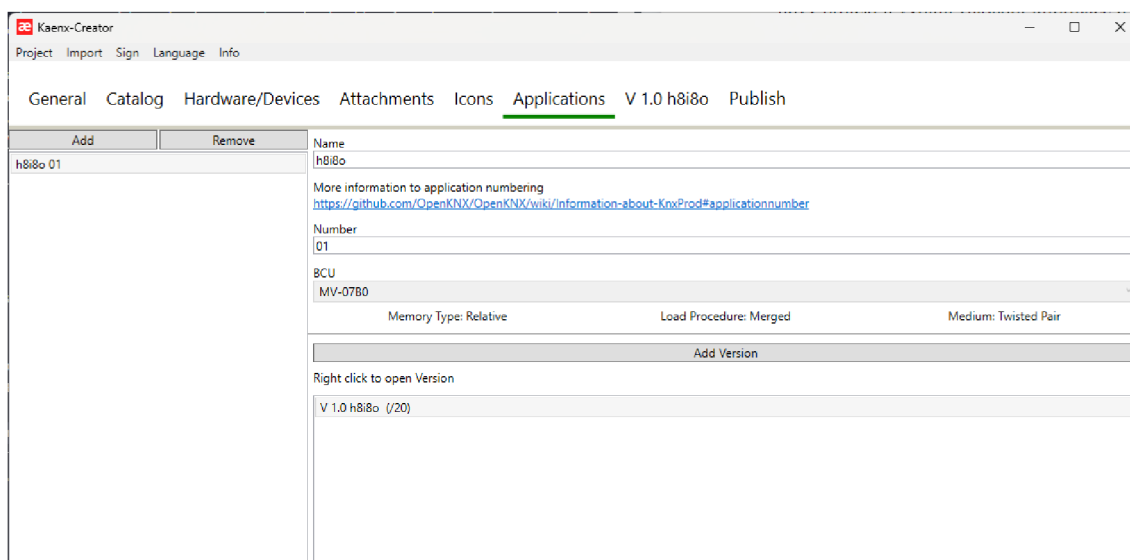 æ Kaenx-Creator
Project Import Sign Language Info
General Catalog Hardware/Devices Attachments Icons Applications V 1.0 h8i8o Publish
Add Remove
h8i8o 01
Name
h8i8o
More information to application numbering
https://github.com/OpenKNX/OpenKNX/wiki/Information-about-KnxProd#applicationnumber
Number
01
BCU
MV-07B0
Memory Type: Relative Load Procedure: Merged Medium: Twisted Pair
Add Version
Right click to open Version
V 1.0 h8i8o (/20)